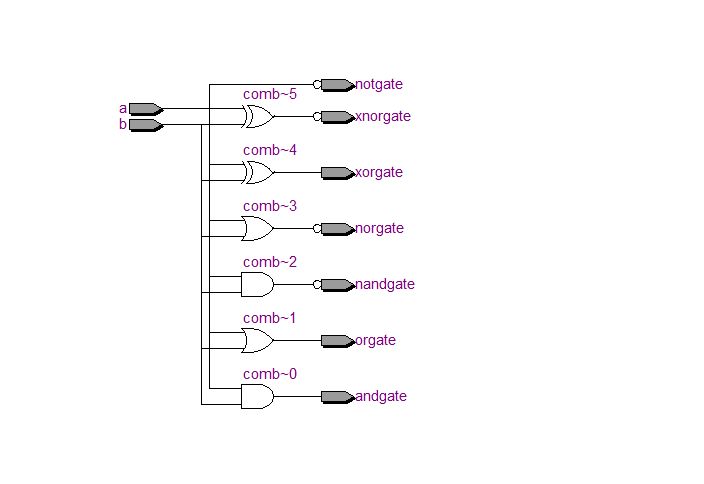 notgate
comb~5
a
xnorgate
b
comb~4
xorgate
comb~3
norgate
comb~2
nandgate
comb~1
orgate
comb~0
andgate